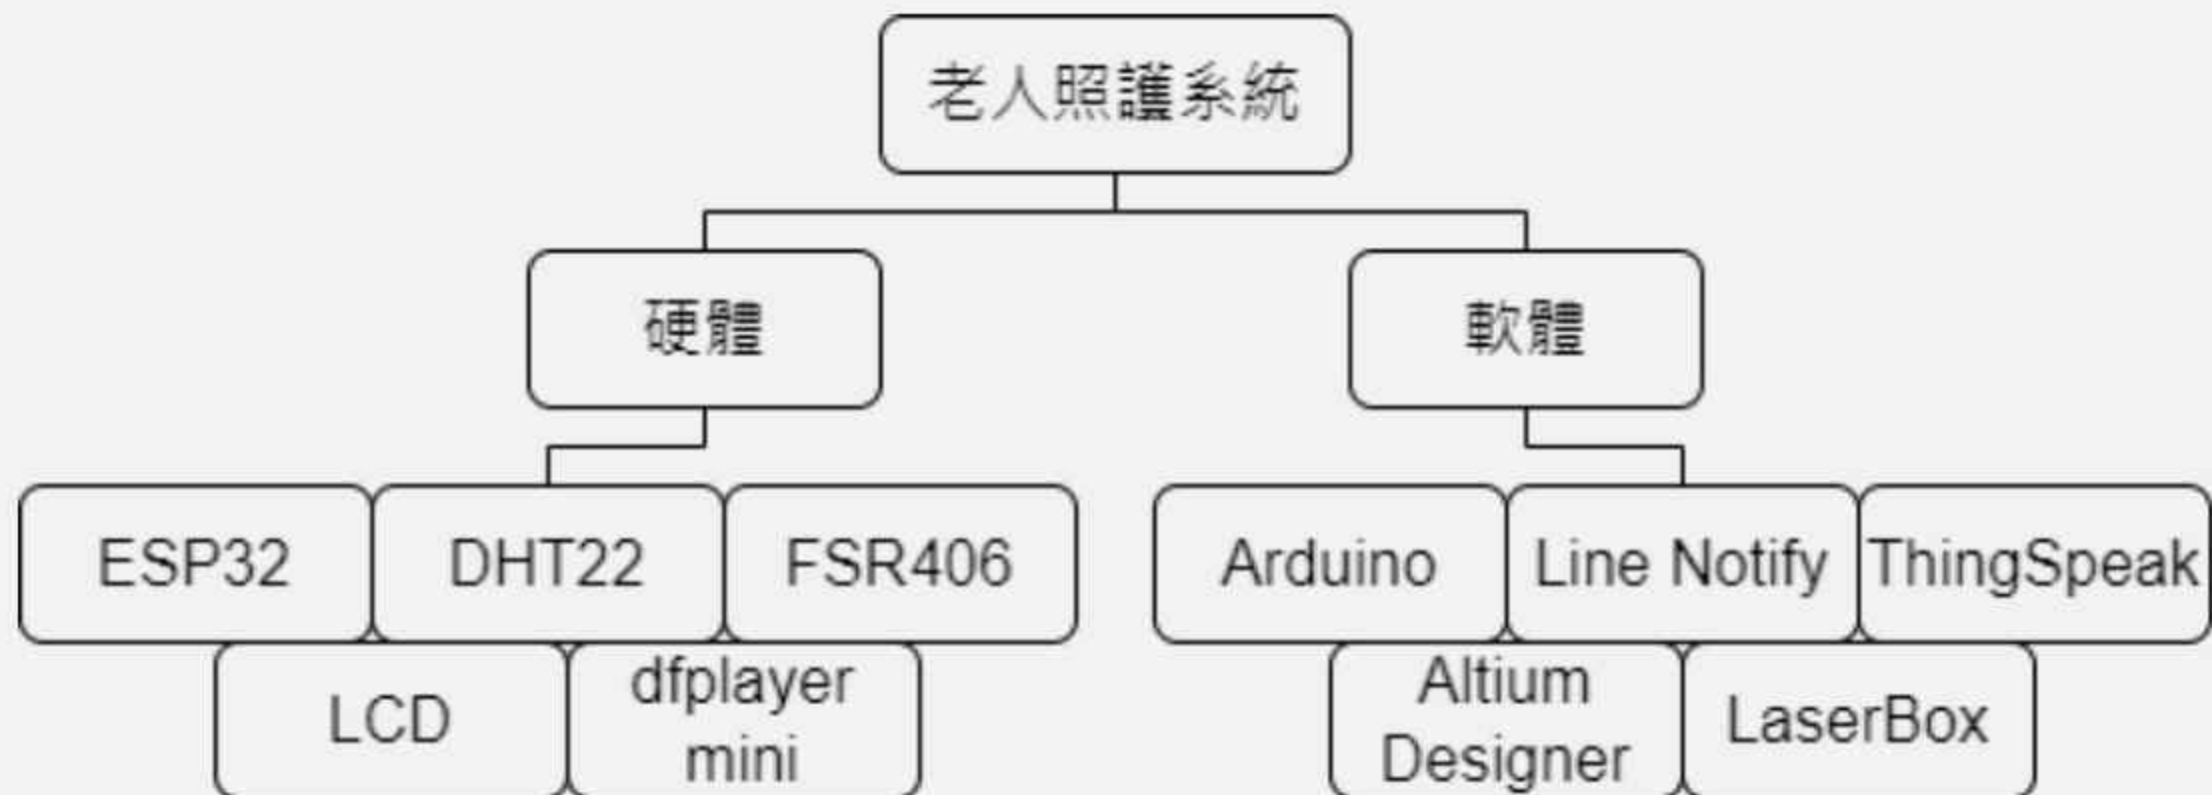 老人照護系統
硬體
軟體
ESP32
DHT22
FSR406
Arduino
Line Notify
ThingSpeak
LCD
dfplayer
mini
Altium
Designer
LaserBox